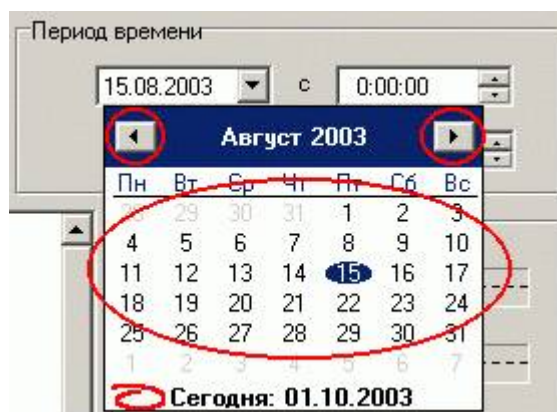 Период времени
15.08.2003 с 0:00:00
Август 2003
Пн Вт Ср Чт Пт Сб Вс
28 29 30 31 1 2 3
4 5 6 7 8 9 10
11 12 13 14 15 16 17
18 19 20 21 22 23 24
25 26 27 28 29 30 31
1 2 3 4 5 6 7
Сегодня: 01.10.2003